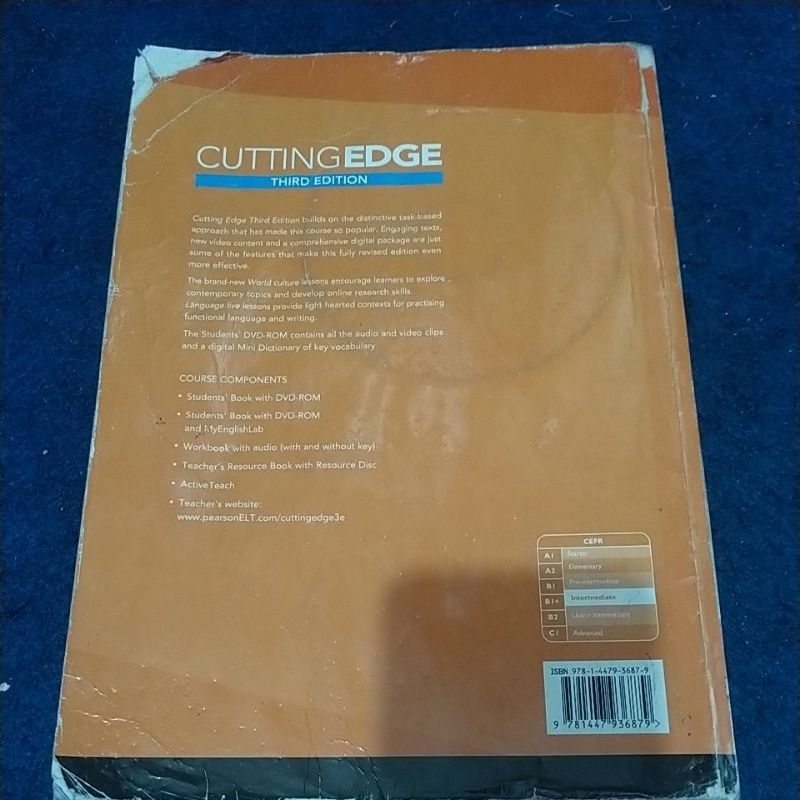 CUTTINGEDGE
THIRD EDITION
Cutting Edge Third Edition builds on the distinctive task-based
approach that has made this course so popular. Engaging texts,
new video content and a comprehensive digital package are just
some of the features that make this fully revised edition even
more effective.
The brand-new World culture lessons encourage learners to explore
contemporary topics and develop online research skills.
Language live lessons provide light-hearted contexts for practising
functional language and writing.
The Students' DVD-ROM contains all the audio and video clips
and a digital Mini Dictionary of key vocabulary.
COURSE COMPONENTS
• Students' Book with DVD-ROM
• Students' Book with DVD-ROM
and MyEnglishLab
• Workbook with audio (with and without key)
• Teacher's Resource Book with Resource Disc
• ActiveTeach
• Teacher's website:
www.pearsonELT.com/cuttingedge3e
CEFR
A1 Starter
A2 Elementary
B1 Pre-intermediate
B1+ Intermediate
B2 Upper Intermediate
C1 Advanced
ISBN 978-1-4479-3687-9
9 781447 936879 >